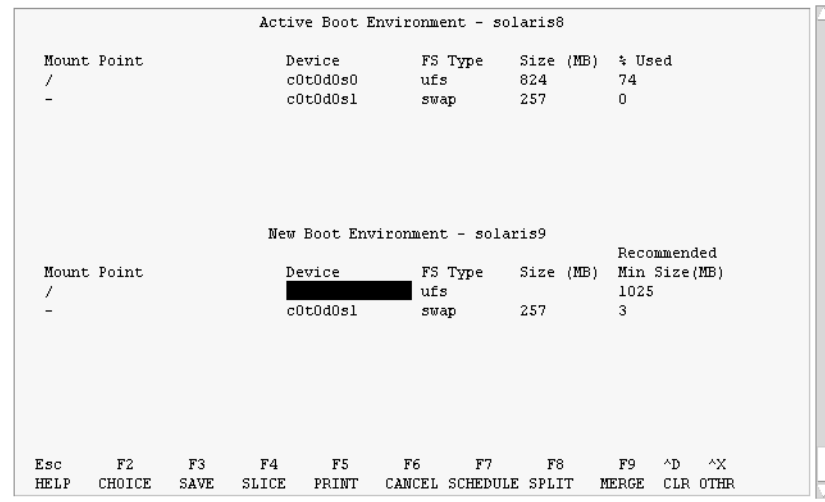 Active Boot Environment - solaris8
Mount Point Device FS Type Size (MB) % Used
/ c0t0d0s0 ufs 824 74
- c0t0d0s1 swap 257 0
New Boot Environment - solaris9
Recommended
Mount Point Device FS Type Size (MB) Min Size(MB)
/ ufs 1025
- c0t0d0s1 swap 257 3
Esc F2 F3 F4 F5 F6 F7 F8 F9 ^D ^X
HELP CHOICE SAVE SLICE PRINT CANCEL SCHEDULE SPLIT MERGE CLR OTHR